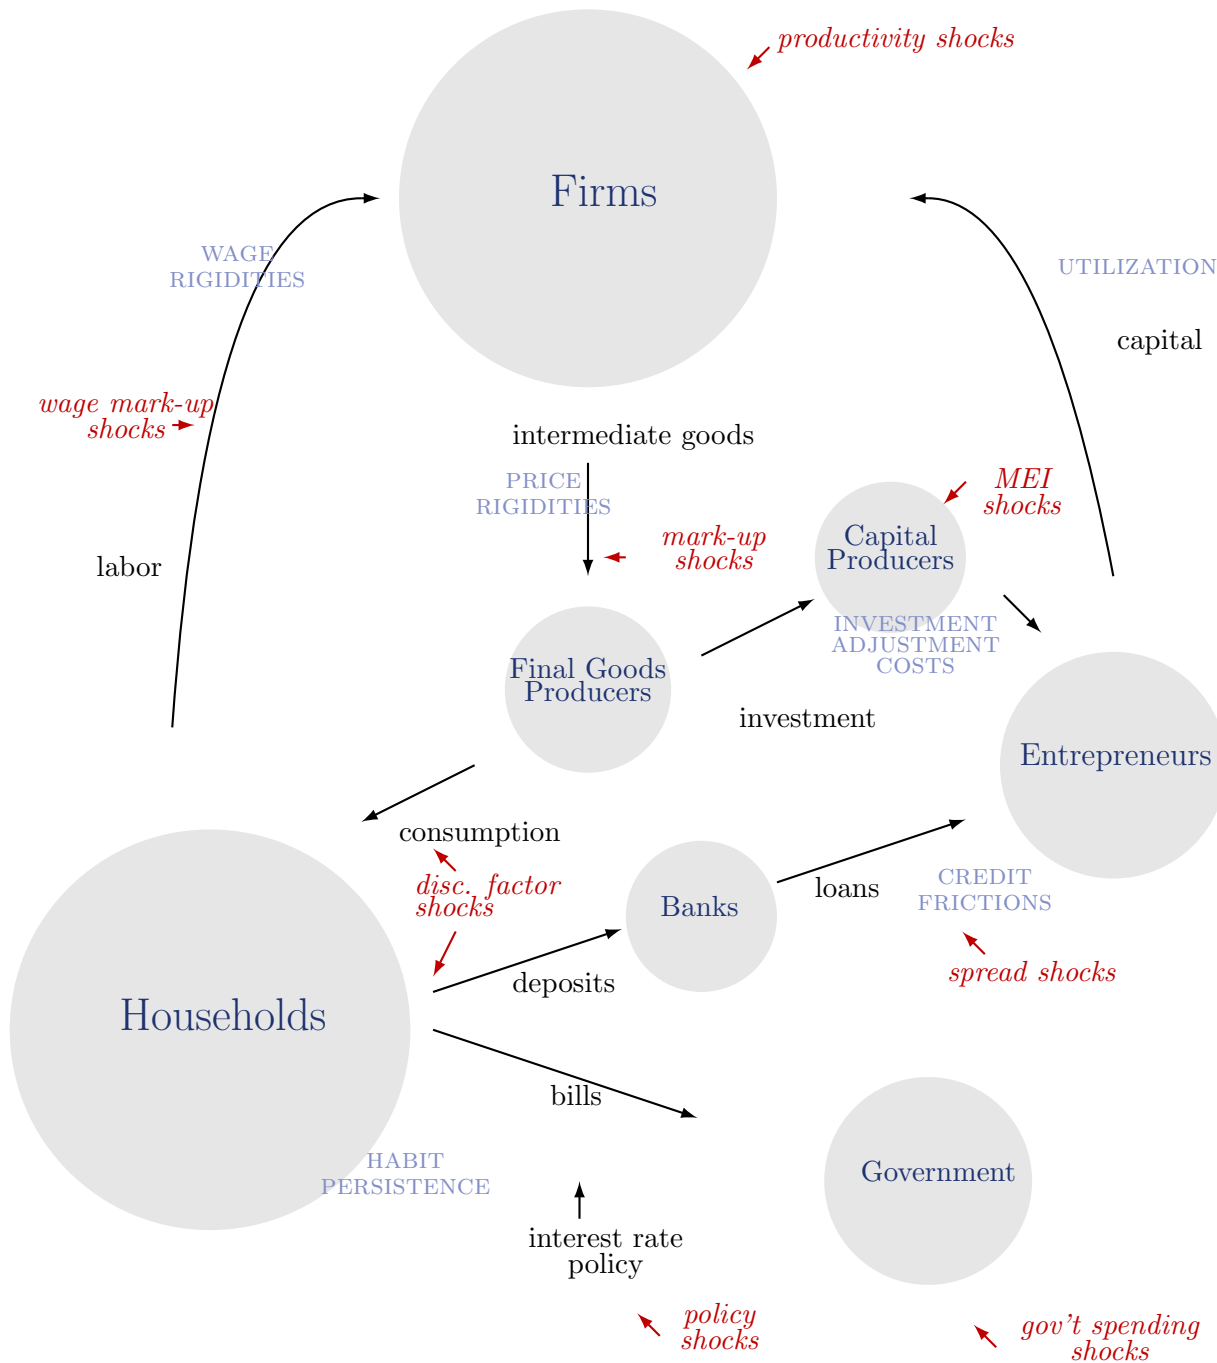 productivity shocks
Firms
WAGE
RIGIDITIES
UTILIZATION
capital
wage mark-up
shocks
intermediate goods
PRICE
RIGIDITIES
MEI
shocks
mark-up
shocks
Capital
Producers
labor
INVESTMENT
ADJUSTMENT
COSTS
Final Goods
Producers
investment
Entrepreneurs
consumption
disc. factor
shocks
Banks
loans
CREDIT
FRICTIONS
spread shocks
deposits
Households
bills
HABIT
PERSISTENCE
Government
interest rate
policy
policy
shocks
gov't spending
shocks